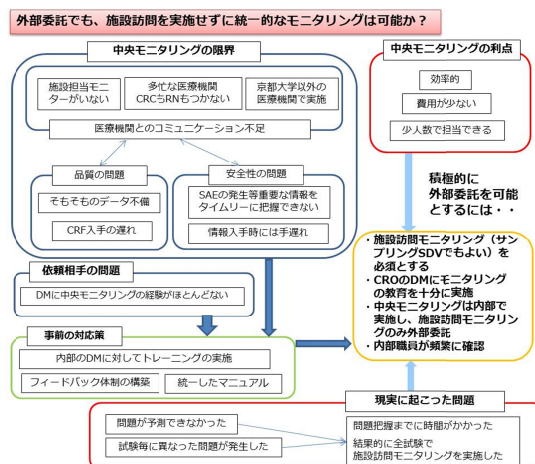 外部委託でも、施設訪問を実施せずに統一的なモニタリングは可能か？
中央モニタリングの限界
施設担当モニ
ターがいない
多忙な医療機関
CRCもRNもつかない
京都大学以外の
医療機関で実施
医療機関とのコミュニケーション不足
品質の問題
そもそものデータ不備
CRF入手の遅れ
安全性の問題
SAEの発生等重要な情報を
タイムリーに把握できない
情報入手時には手遅れ
依頼相手の問題
DMに中央モニタリングの経験がほとんどない
事前の対応策
内部のDMに対してトレーニングの実施
フィードバック体制の構築
統一したマニュアル
中央モニタリングの利点
効率的
費用が少ない
少人数で担当できる
積極的に
外部委託を可能
とするには・・
・施設訪問モニタリング（サン
プリングSDVでもよい）を
必須とする
・CROのDMにモニタリング
の教育を十分に実施
・中央モニタリングは内部で
実施し、施設訪問モニタリン
グのみ外部委託
・内部職員が頻繁に確認
現実に起こった問題
問題が予測できなかった
試験毎に異なった問題が発生した
問題把握までに時間がかかった
結果的に全試験で
施設訪問モニタリングを実施した